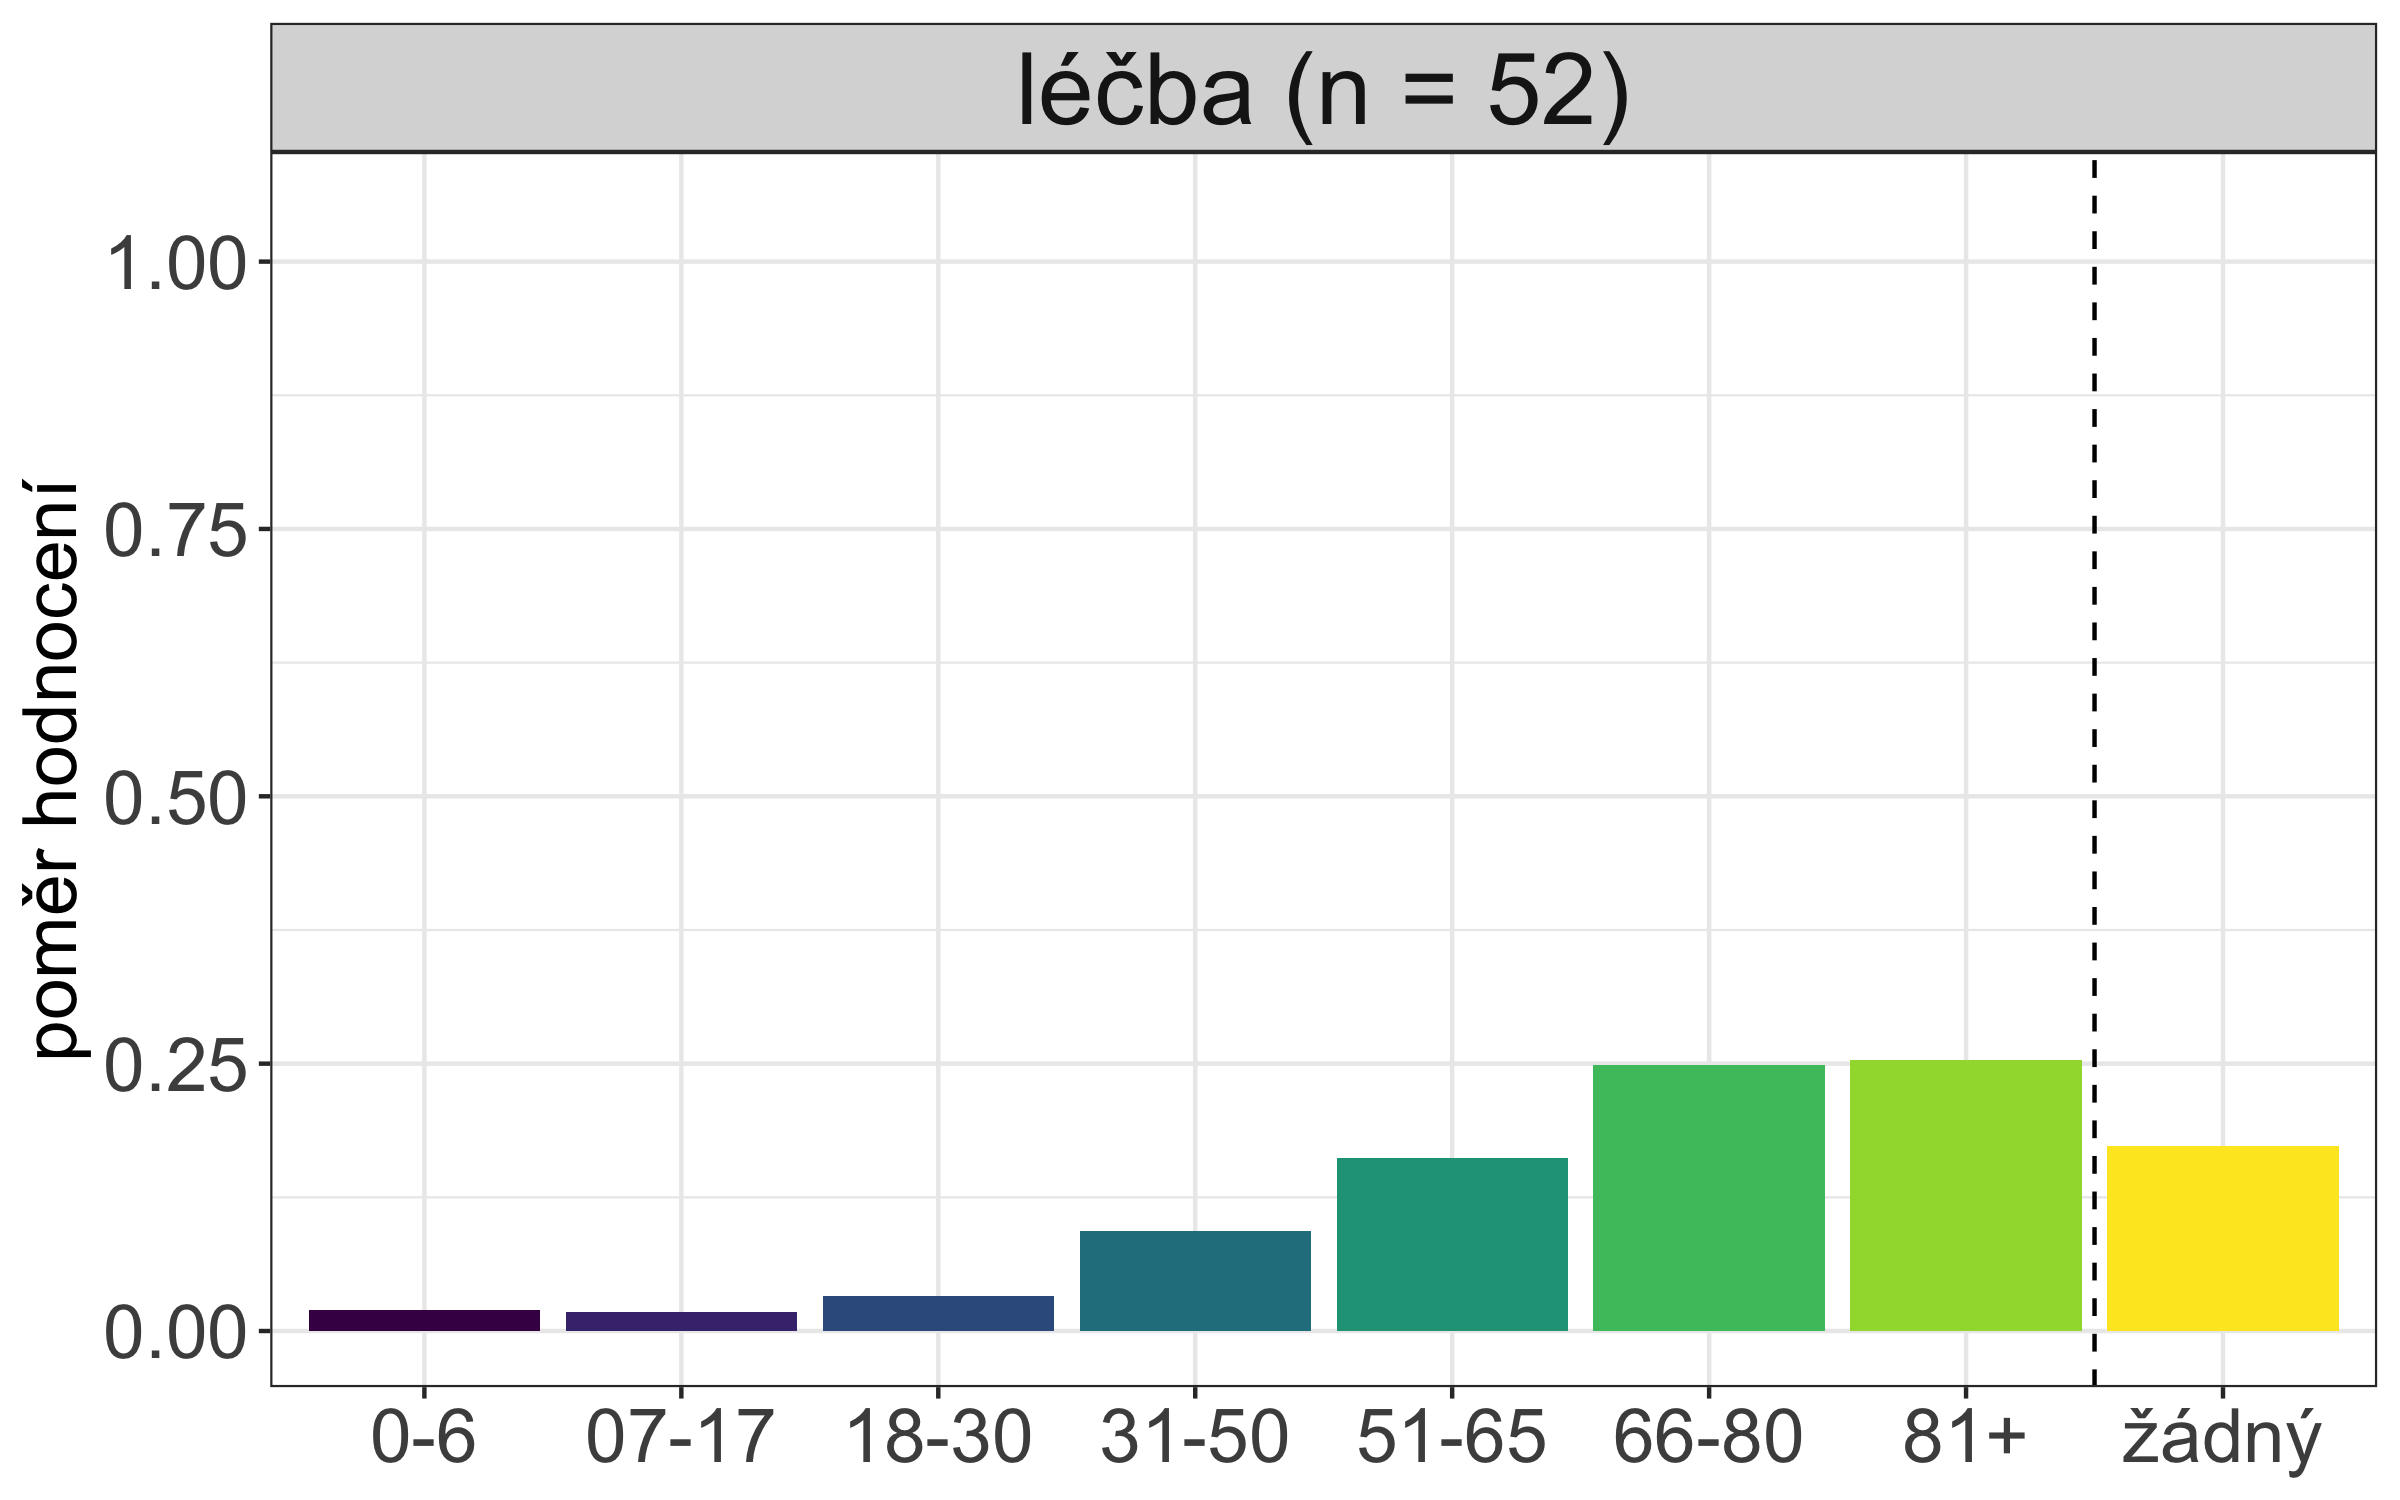 léčba (n = 52)
poměr hodnocení
1.00
0.75
0.50
0.25
0.00
0-6 07-17 18-30 31-50 51-65 66-80 81+ žádný